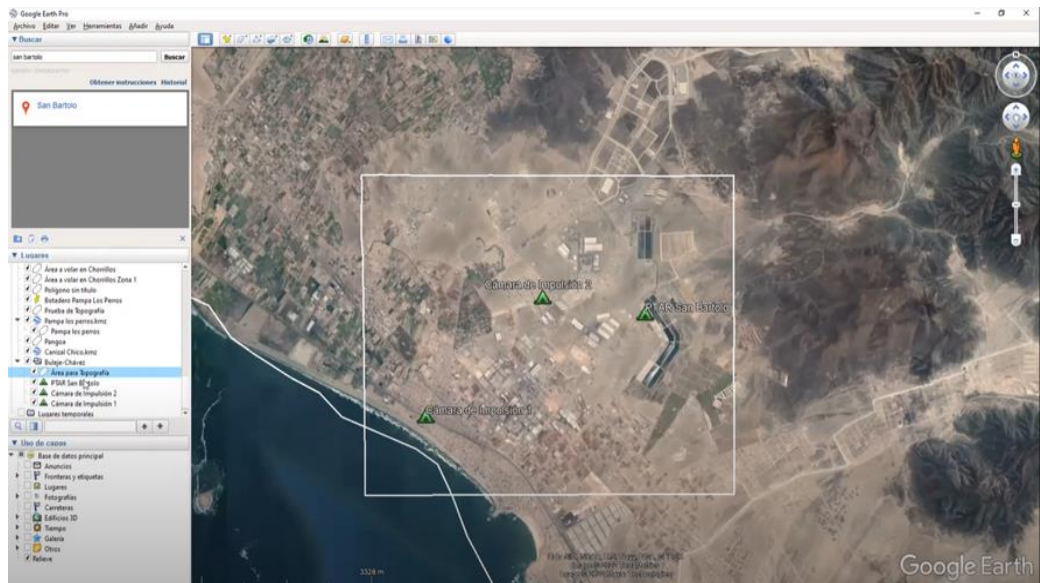 Google Earth Pro
Archivo Editar Ver Herramientas Añadir Ayuda
Buscar
san bartolo
Buscar
Obtener instrucciones Historial
San Bartolo
Lugares
Área a volar en Chorrillos
Área a volar en Chorrillos Zona 1
Polígono sin título
Botadero Pampa Los Perros
Prueba de Topografía
Pampa los perros.kmz
Pampa los perros
Pangoa
Canizal Chico.kmz
Buleje-Chávez
Área para Topografía
PTAR San Bartolo
Cámara de Impulsión 2
Cámara de Impulsión 1
Lugares temporales
Uso de capas
Base de datos principal
Anuncios
Fronteras y etiquetas
Lugares
Fotografías
Carreteras
Edificios 3D
Tiempo
Galería
Otros
Relieve
Cámara de Impulsión 2
PTAR San Bartolo
Cámara de Impulsión 1
3328 m
Google Earth